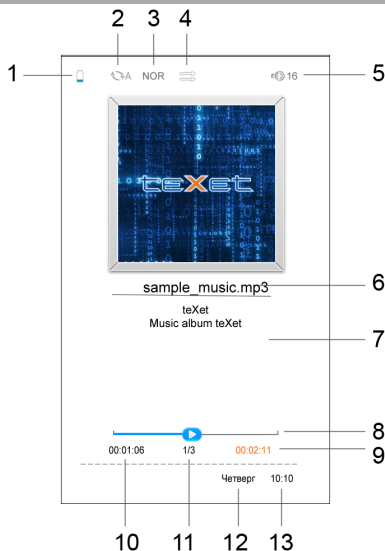 2 3 4
1 A NOR 16 5
teXet
6
sample_music.mp3
teXet
Music album teXet
7
8
00:01:06 1/3 00:02:11 9
Четверг 10:10
10 11 12 13